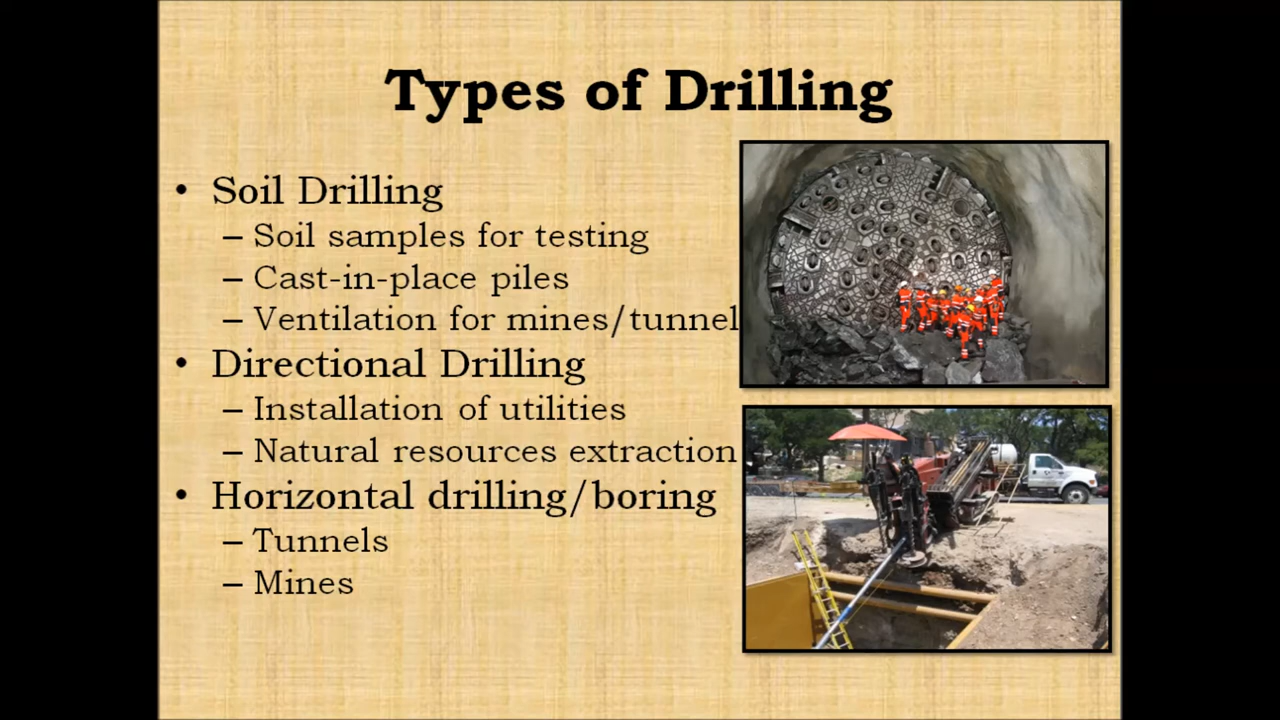 Types of Drilling
• Soil Drilling
– Soil samples for testing
– Cast-in-place piles
– Ventilation for mines/tunnel
• Directional Drilling
– Installation of utilities
– Natural resources extraction
• Horizontal drilling/boring
– Tunnels
– Mines